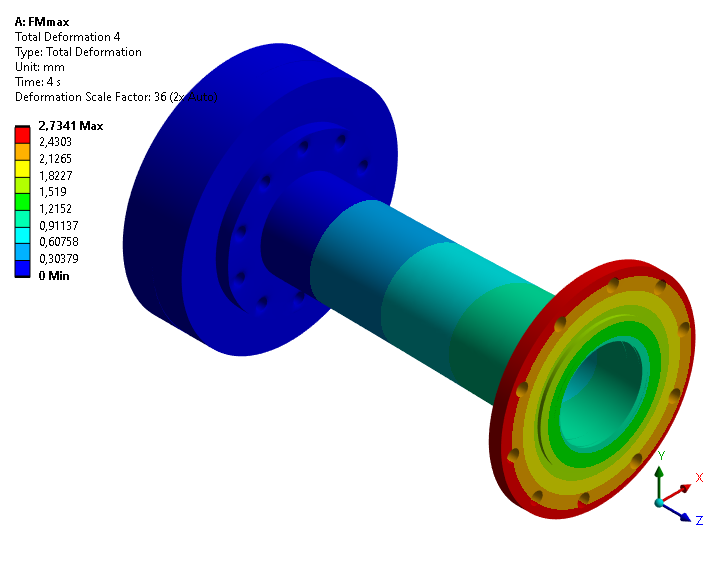 A: FMmax
Total Deformation 4
Type: Total Deformation
Unit: mm
Time: 4 s
Deformation Scale Factor: 36 (2x Auto)
2,7341 Max
2,4303
2,1265
1,8227
1,519
1,2152
0,91137
0,60758
0,30379
0 Min
Y
X
Z